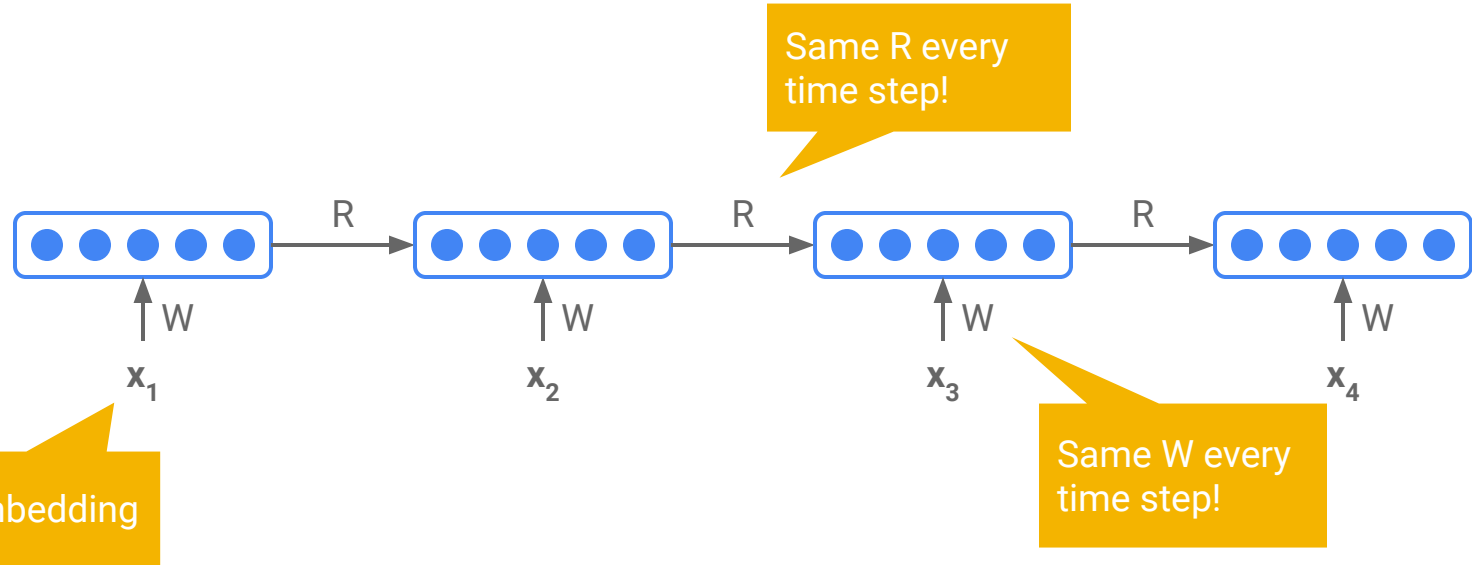 Same R every
time step!
R R R
W W W W
x1 x2 x3 x4
Same W every
time step!